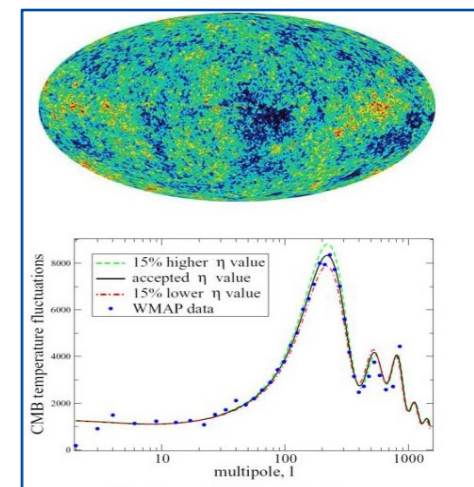 15% higher η value
accepted η value
15% lower η value
WMAP data
CMB temperature fluctuations
8000
6000
4000
2000
0
10
100
1000
multipole, l